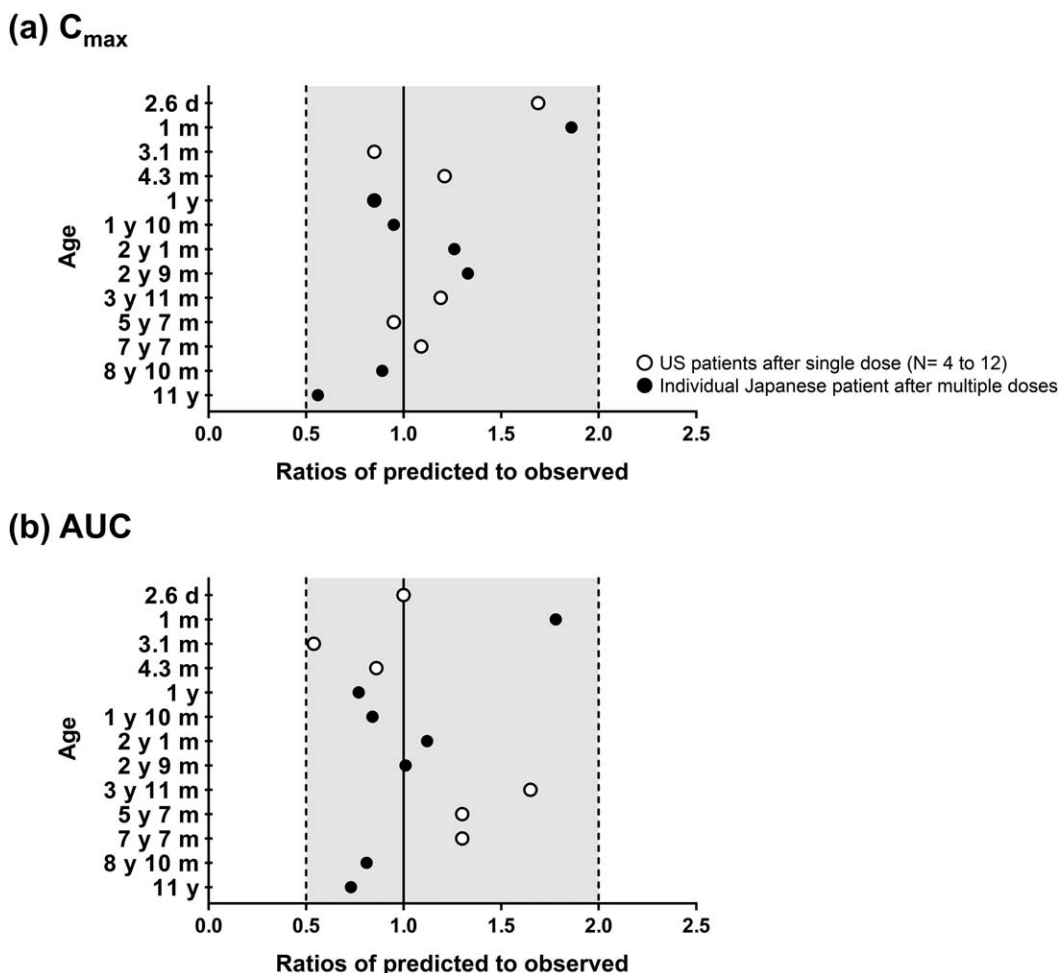 (a) Cmax
Age
2.6 d
1 m
3.1 m
4.3 m
1 y
1 y 10 m
2 y 1 m
2 y 9 m
3 y 11 m
5 y 7 m
7 y 7 m
8 y 10 m
11 y
0.0 0.5 1.0 1.5 2.0 2.5
Ratios of predicted to observed
US patients after single dose (N= 4 to 12)
Individual Japanese patient after multiple doses
(b) AUC
Age
2.6 d
1 m
3.1 m
4.3 m
1 y
1 y 10 m
2 y 1 m
2 y 9 m
3 y 11 m
5 y 7 m
7 y 7 m
8 y 10 m
11 y
0.0 0.5 1.0 1.5 2.0 2.5
Ratios of predicted to observed